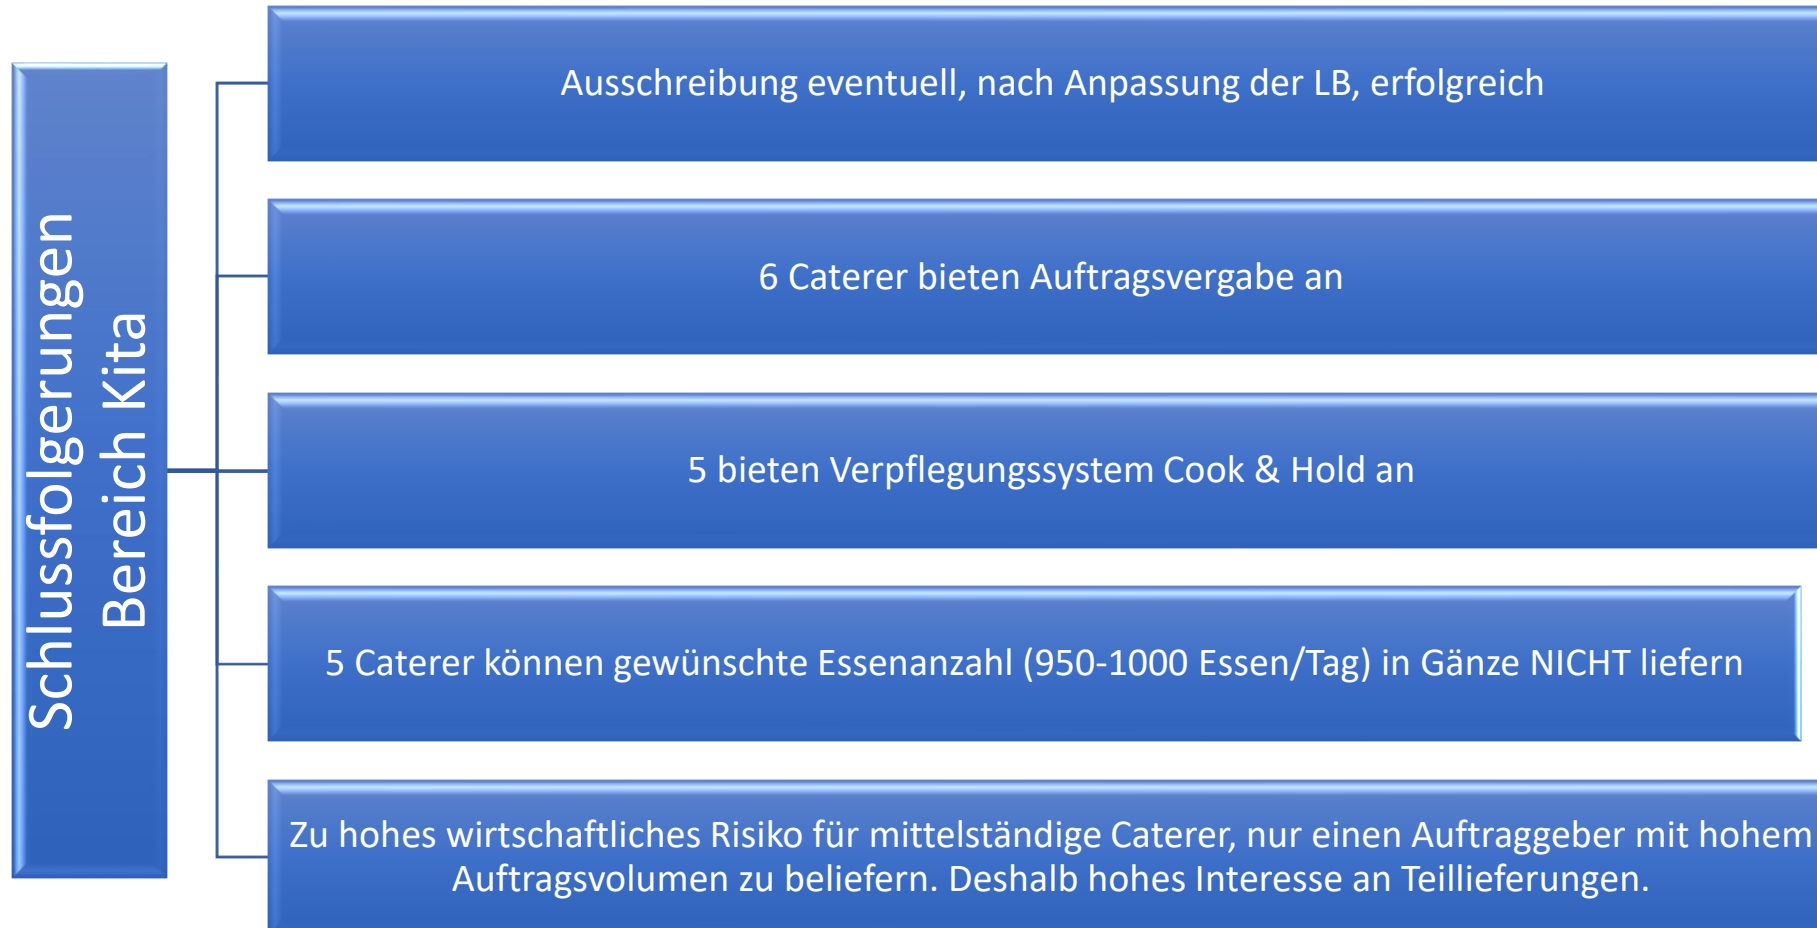 Schlussfolgerungen
Bereich Kita
Ausschreibung eventuell, nach Anpassung der LB, erfolgreich
6 Caterer bieten Auftragsvergabe an
5 bieten Verpflegungssystem Cook & Hold an
5 Caterer können gewünschte Essenanzahl (950-1000 Essen/Tag) in Gänze NICHT liefern
Zu hohes wirtschaftliches Risiko für mittelständige Caterer, nur einen Auftraggeber mit hohem
Auftragsvolumen zu beliefern. Deshalb hohes Interesse an Teillieferungen.